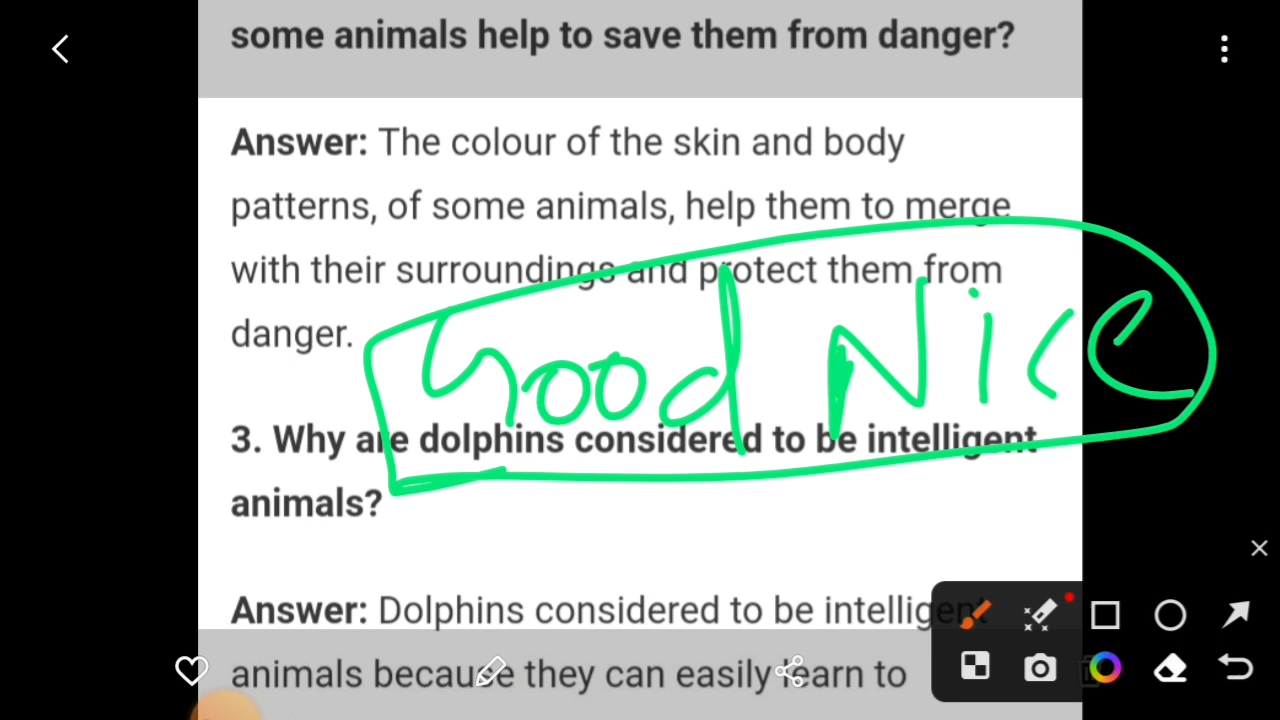 some animals help to save them from danger?
Answer: The colour of the skin and body
patterns, of some animals, help them to merge
with their surroundings and protect them from
danger.
Good Nice
3. Why are dolphins considered to be intelligent
animals?
Answer: Dolphins considered to be intelligent
animals because they can easily learn to